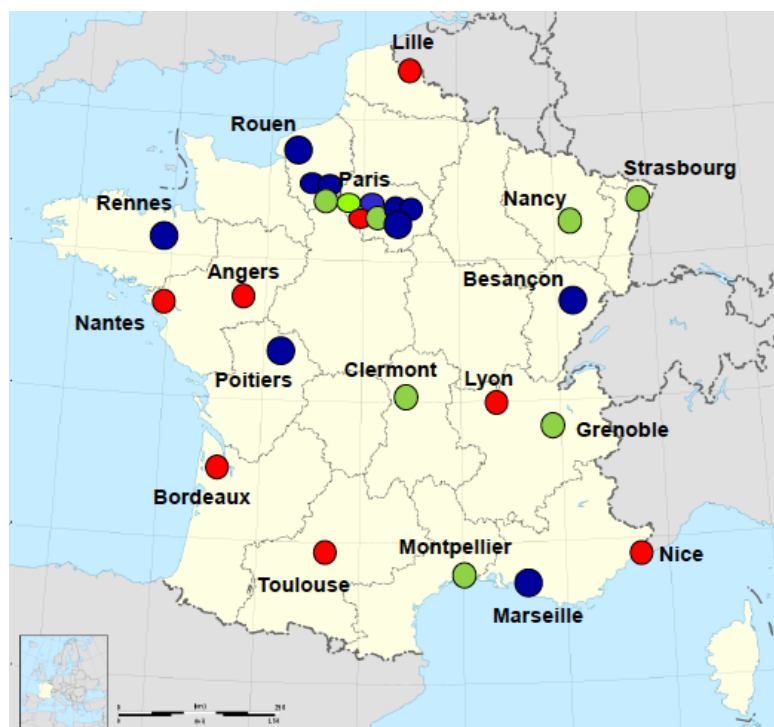 Lille
Rouen
Paris
Strasbourg
Rennes
Nancy
Angers
Besançon
Nantes
Poitiers
Clermont
Lyon
Grenoble
Bordeaux
Montpellier
Toulouse
Nice
Marseille